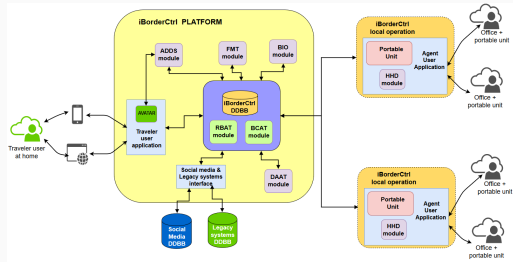 iBorderCtrl PLATFORM
ADDS
module
FMT
module
BIO
module
iBorderCtrl
DDBB
AVATAR
RBAT
module
BCAT
module
Traveler
user
application
Traveler user
at home
Social media &
Legacy systems
interface
DAAT
module
Social
Media
DDBB
Legacy
systems
DDBB
iBorderCtrl
local operation
Portable
Unit
Agent
User
Application
HHD
module
Office +
portable unit
Office +
portable unit
iBorderCtrl
local operation
Portable
Unit
Agent
User
Application
HHD
module
Office +
portable unit
Office +
portable unit